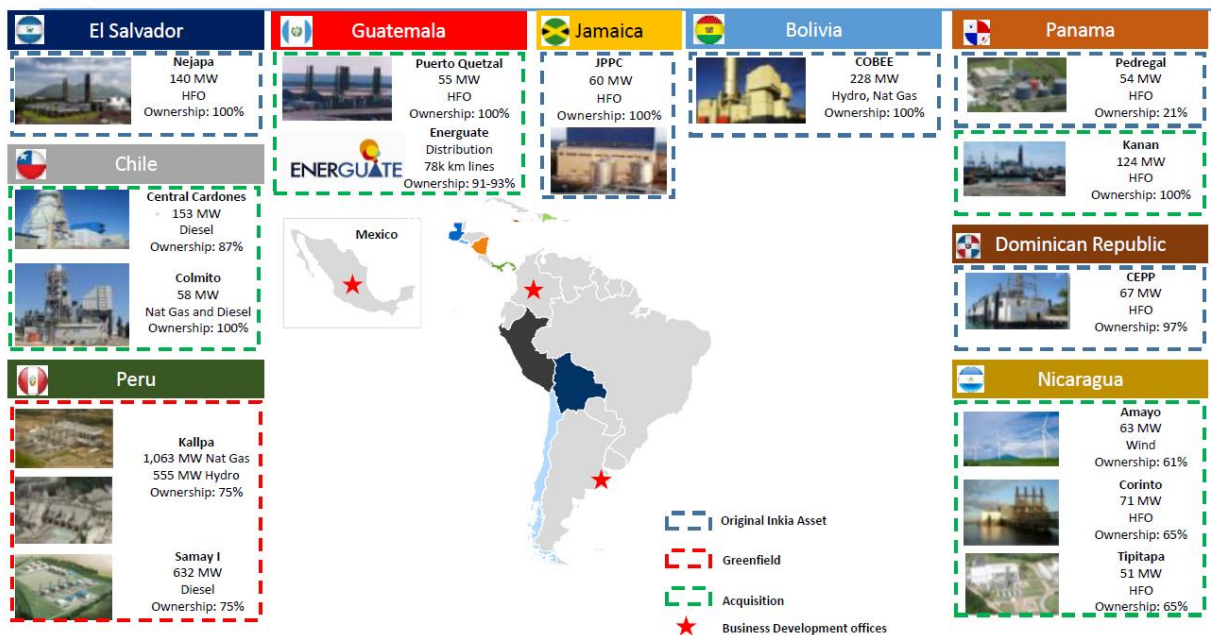 El Salvador
Nejapa
140 MW
HFO
Ownership: 100%
Guatemala
Puerto Quetzal
55 MW
HFO
Ownership: 100%
ENERGUATE
Energuate
Distribution
78k km lines
Ownership: 91-93%
Jamaica
JPPC
60 MW
HFO
Ownership: 100%
Bolivia
COBEE
228 MW
Hydro, Nat Gas
Ownership: 100%
Panama
Pedregal
54 MW
HFO
Ownership: 21%
Kanan
124 MW
HFO
Ownership: 100%
Chile
Central Cardones
153 MW
Diesel
Ownership: 87%
Colmito
58 MW
Nat Gas and Diesel
Ownership: 100%
Mexico
Dominican Republic
CEPP
67 MW
HFO
Ownership: 97%
Peru
Kallpa
1,063 MW Nat Gas
555 MW Hydro
Ownership: 75%
Samay I
632 MW
Diesel
Ownership: 75%
Nicaragua
Amayo
63 MW
Wind
Ownership: 61%
Corinto
71 MW
HFO
Ownership: 65%
Tipitapa
51 MW
HFO
Ownership: 65%
Original Inkia Asset
Greenfield
Acquisition
Business Development offices